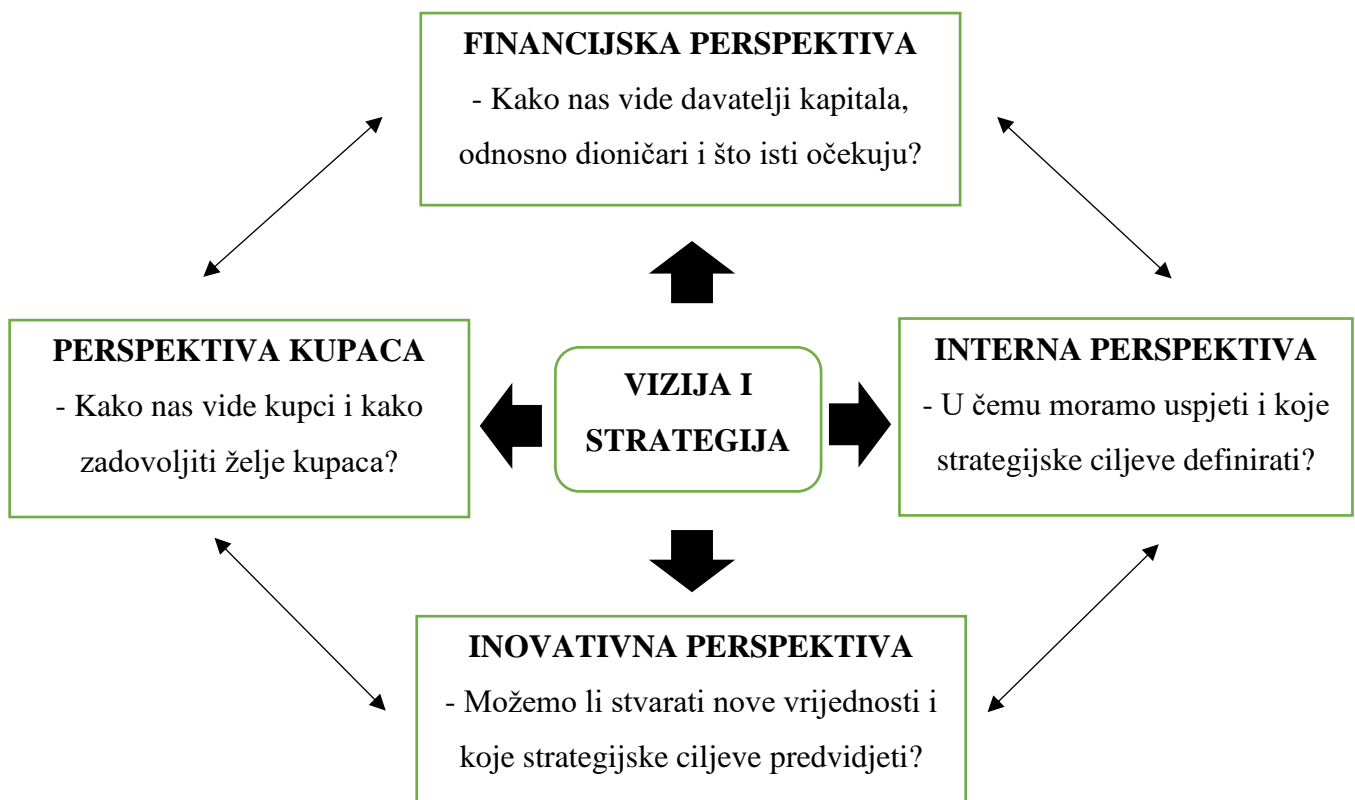 FINANCIJSKA PERSPEKTIVA
- Kako nas vide davatelji kapitala,
odnosno dioničari i što isti očekuju?
PERSPEKTIVA KUPACA
- Kako nas vide kupci i kako
zadovoljiti želje kupaca?
VIZIJA I
STRATEGIJA
INTERNA PERSPEKTIVA
- U čemu moramo uspjeti i koje
strategijske ciljeve definirati?
INOVATIVNA PERSPEKTIVA
- Možemo li stvarati nove vrijednosti i
koje strategijske ciljeve predvidjeti?